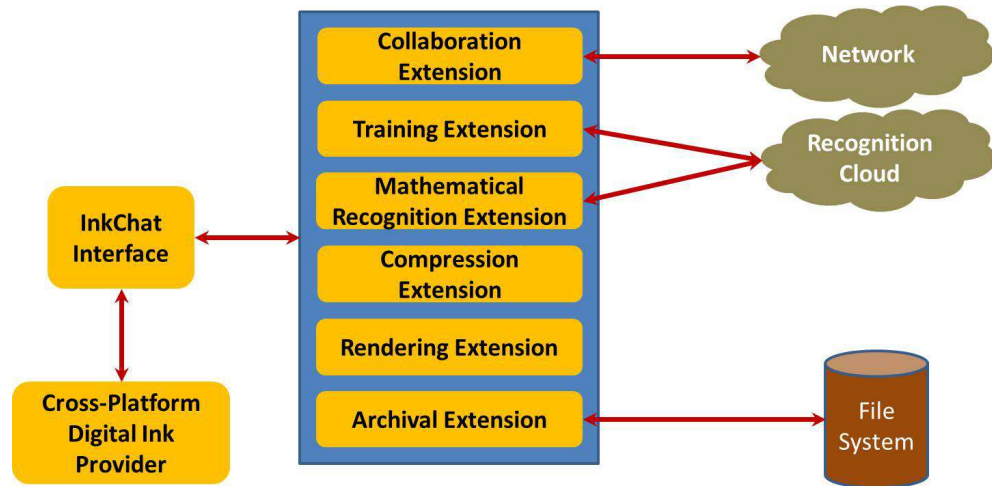 Collaboration
Extension
Training Extension
Mathematical
Recognition Extension
Compression
Extension
Rendering Extension
Archival Extension
InkChat
Interface
Cross-Platform
Digital Ink
Provider
Network
Recognition
Cloud
File
System